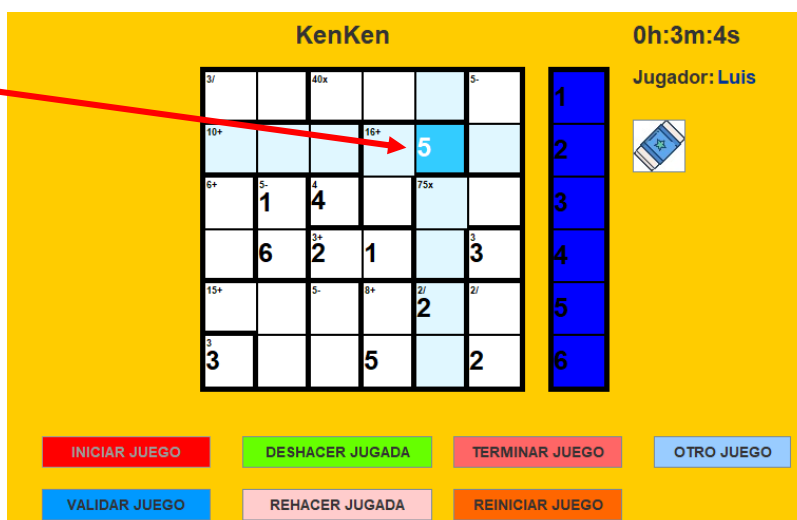 KenKen
0h:3m:4s
Jugador: Luis
3/ 40x 5-
10+ 16+ 5
6+ 5- 1 4 4 75x
6 3+ 2 1 3 3
15+ 5- 8+ 2/ 2 2/
3 3 5 2
1
2
3
4
5
6
INICIAR JUEGO
DESHACER JUGADA
TERMINAR JUEGO
OTRO JUEGO
VALIDAR JUEGO
REHACER JUGADA
REINICIAR JUEGO